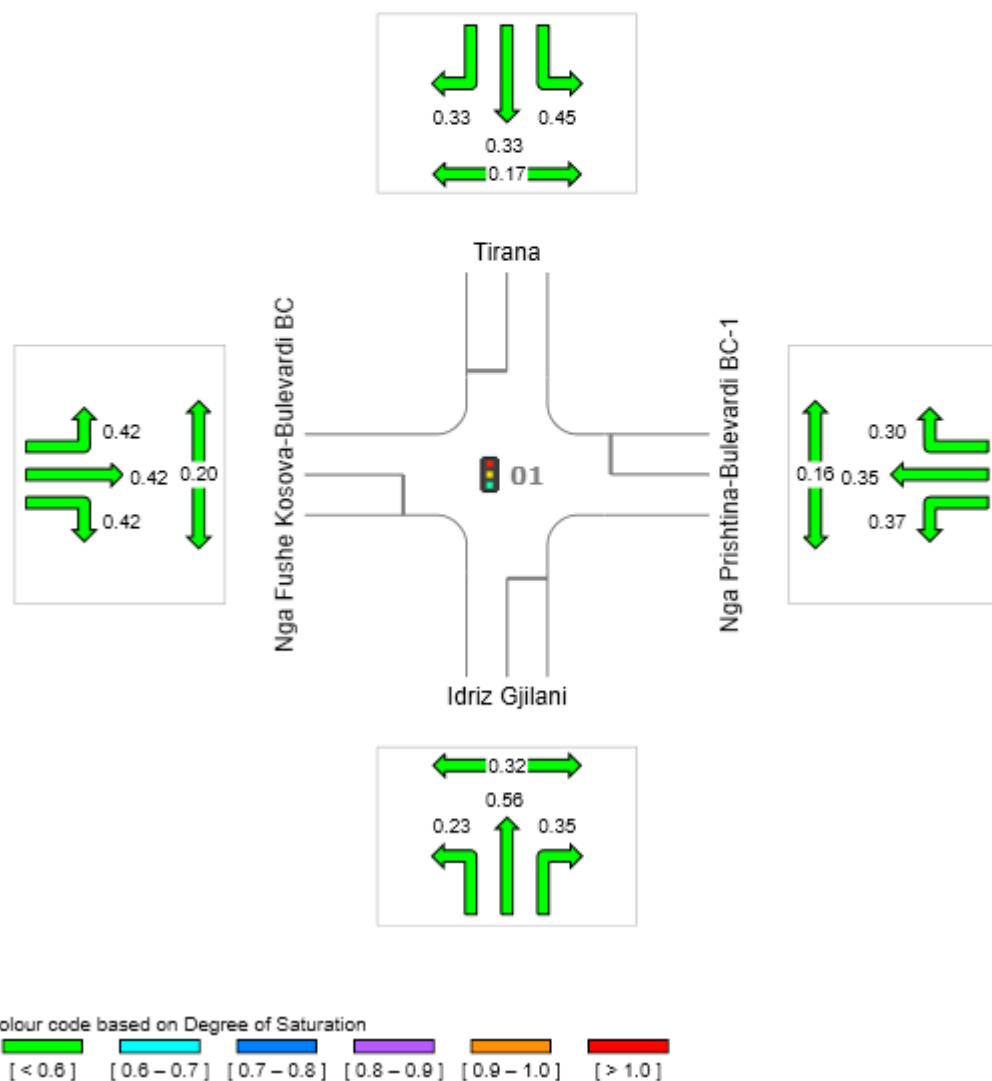 0.33
0.45
0.33
0.17
Tirana
Nga Fushe Kosova-Bulevardi BC
Nga Prishtina-Bulevardi BC-1
0.42
0.42
0.20
0.42
01
0.30
0.16
0.35
0.37
Idriz Gjilani
0.32
0.56
0.23
0.35
olour code based on Degree of Saturation
[ < 0.6 ]
[ 0.6 – 0.7 ]
[ 0.7 – 0.8 ]
[ 0.8 – 0.9 ]
[ 0.9 – 1.0 ]
[ > 1.0 ]